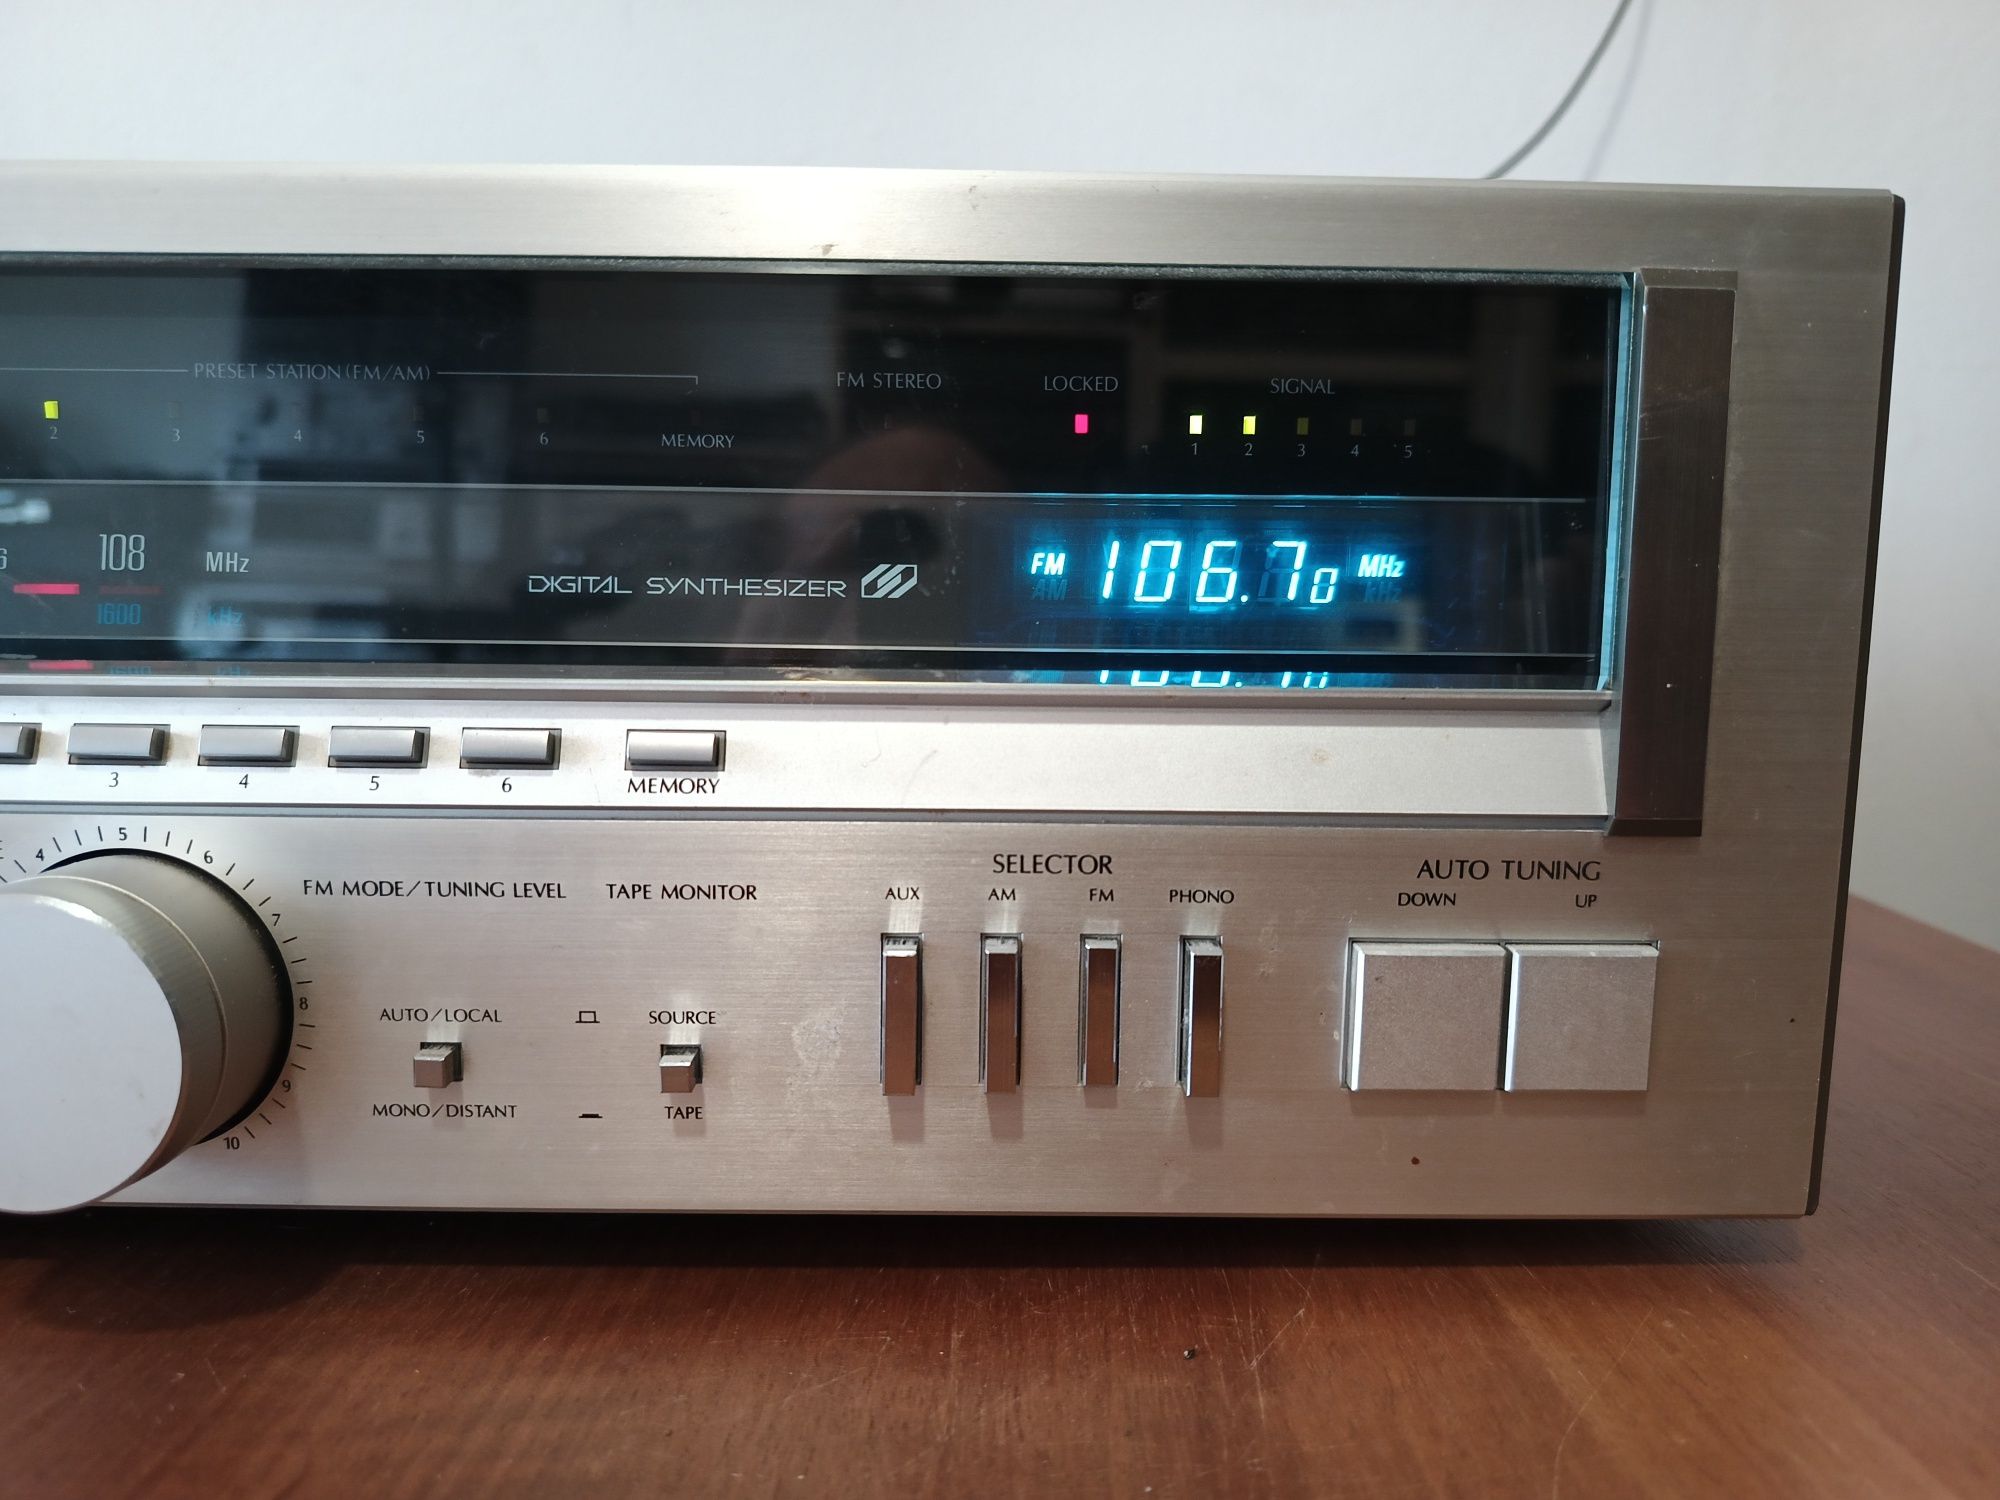 PRESET STATION (FM/AM)
FM STEREO
LOCKED
SIGNAL
2 3 4 5 6 MEMORY
1 2 3 4 5
6 108 MHz
1600 kHz
DIGITAL SYNTHESIZER
FM 106.70 MHz
AM kHz
3 4 5 6 MEMORY
4 5 6 7 8 9 10
FM MODE/TUNING LEVEL
AUTO/LOCAL
MONO/DISTANT
TAPE MONITOR
SOURCE
TAPE
SELECTOR
AUX AM FM PHONO
AUTO TUNING
DOWN UP